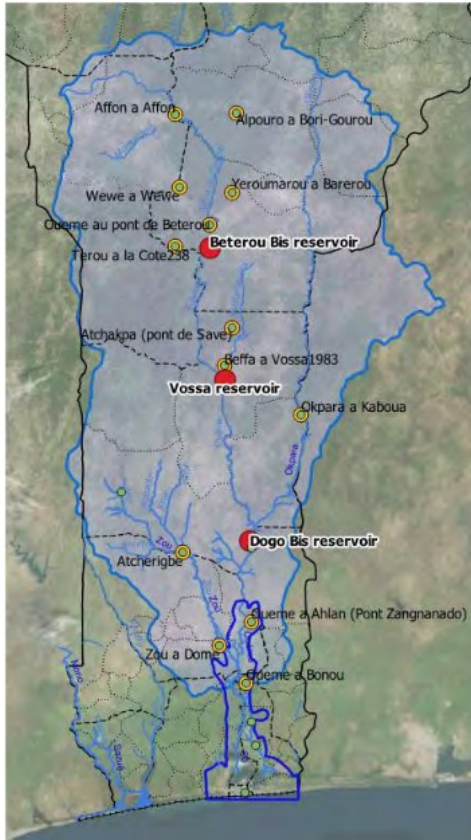 Affon a Affon
Alpouro a Bori-Gourou
Wewe a Wewe
Yeroumarou a Barerou
Oueme au pont de Beterou
Beterou Bis reservoir
Terou a la Cote238
Atchakpa (pont de Save)
Beffa a Vossa1983
Vossa reservoir
Okpara a Kaboua
Okpara
Dogo Bis reservoir
Zou
Atcherigbe
Zou
Oueme a Ahlan (Pont Zangnanado)
Zou a Dome
Oueme a Bonou
Mono
Sazué